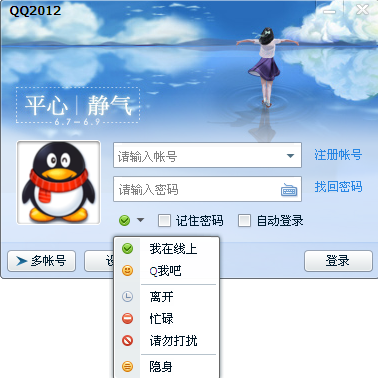 QQ2012
平心 | 静气
6.7-6.9
请输入帐号
注册帐号
请输入密码
找回密码
记住密码
自动登录
多帐号
设
登录
我在线上
Q我吧
离开
忙碌
请勿打扰
隐身